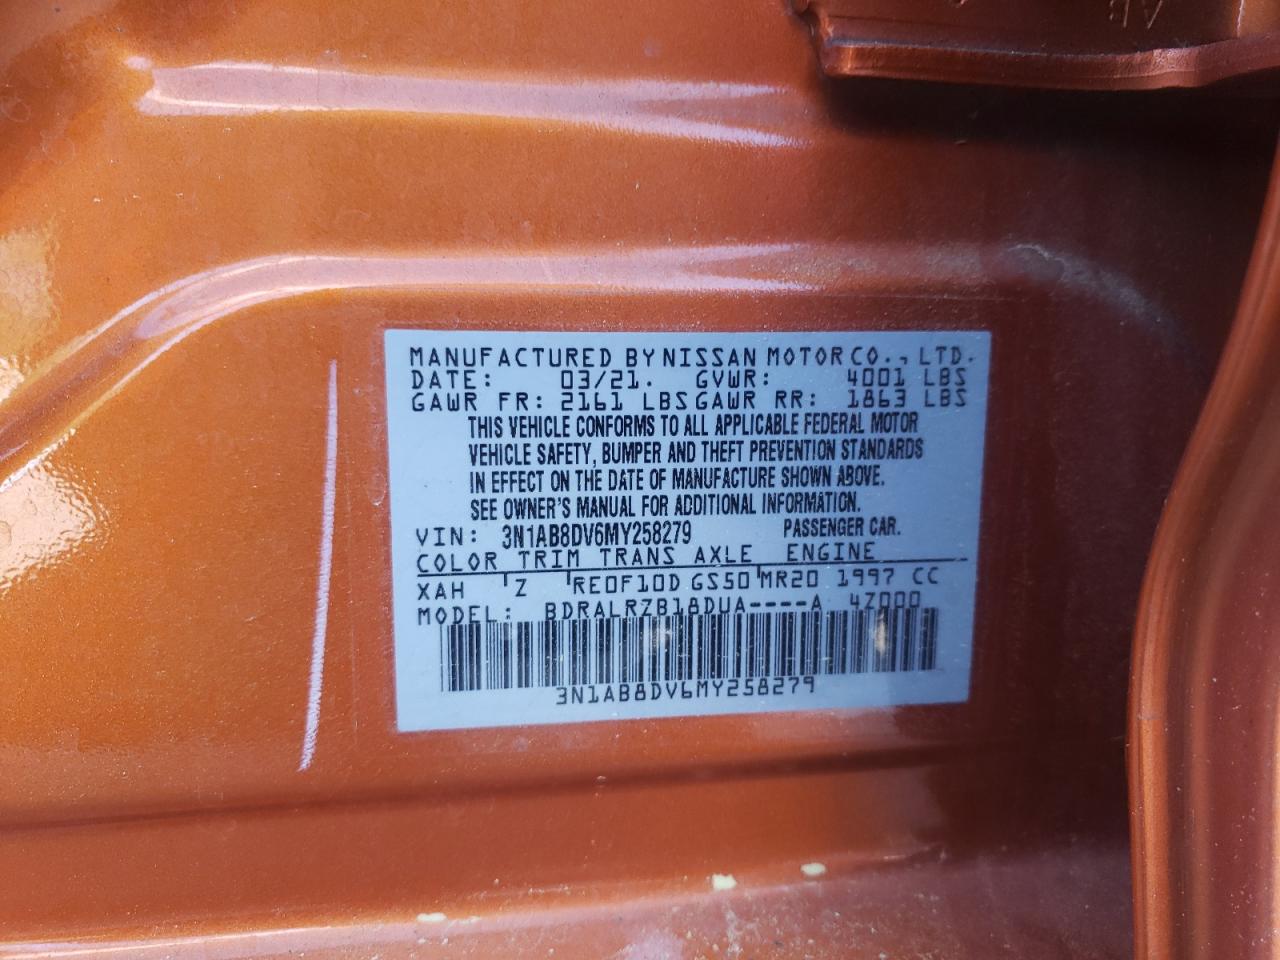 MANUFACTURED BY NISSAN MOTOR CO., LTD.
DATE: 03/21. GVWR: 4001 LBS
GAWR FR: 2161 LBS GAWR RR: 1863 LBS
THIS VEHICLE CONFORMS TO ALL APPLICABLE FEDERAL MOTOR
VEHICLE SAFETY, BUMPER AND THEFT PREVENTION STANDARDS
IN EFFECT ON THE DATE OF MANUFACTURE SHOWN ABOVE.
SEE OWNER'S MANUAL FOR ADDITIONAL INFORMATION.
VIN: 3N1AB8DV6MY258279 PASSENGER CAR.
COLOR TRIM TRANS AXLE ENGINE
XAH Z RE0F10D GS50 MR20 1997 CC
MODEL: BDRALRZB18DUA----A 4Z000.
3N1AB8DV6MY258279